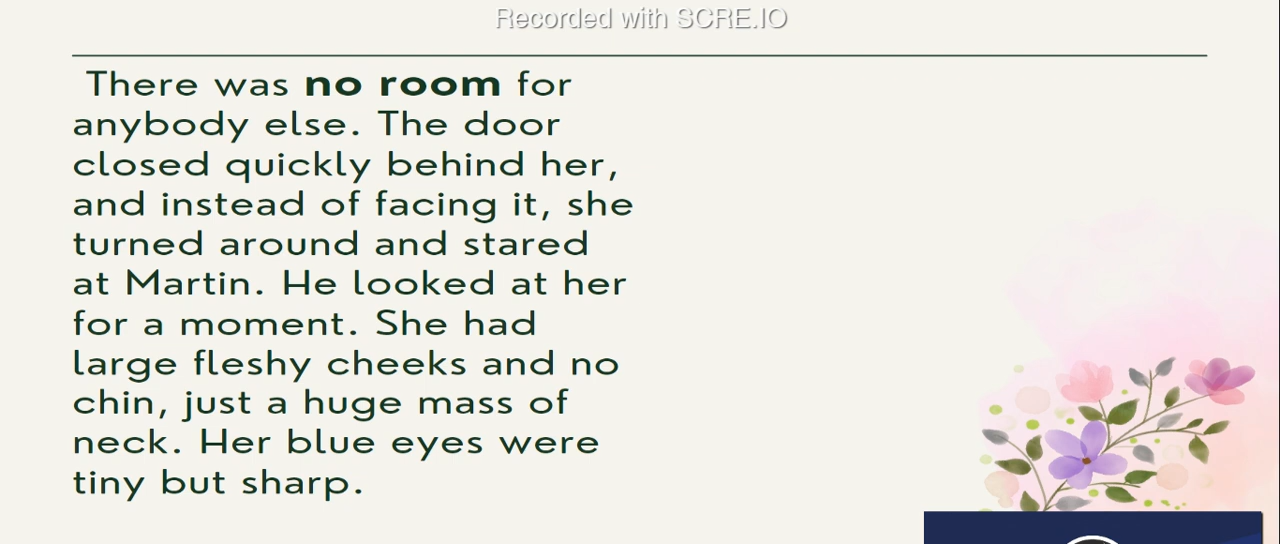 Recorded with SCRE.IO
There was no room for
anybody else. The door
closed quickly behind her,
and instead of facing it, she
turned around and stared
at Martin. He looked at her
for a moment. She had
large fleshy cheeks and no
chin, just a huge mass of
neck. Her blue eyes were
tiny but sharp.